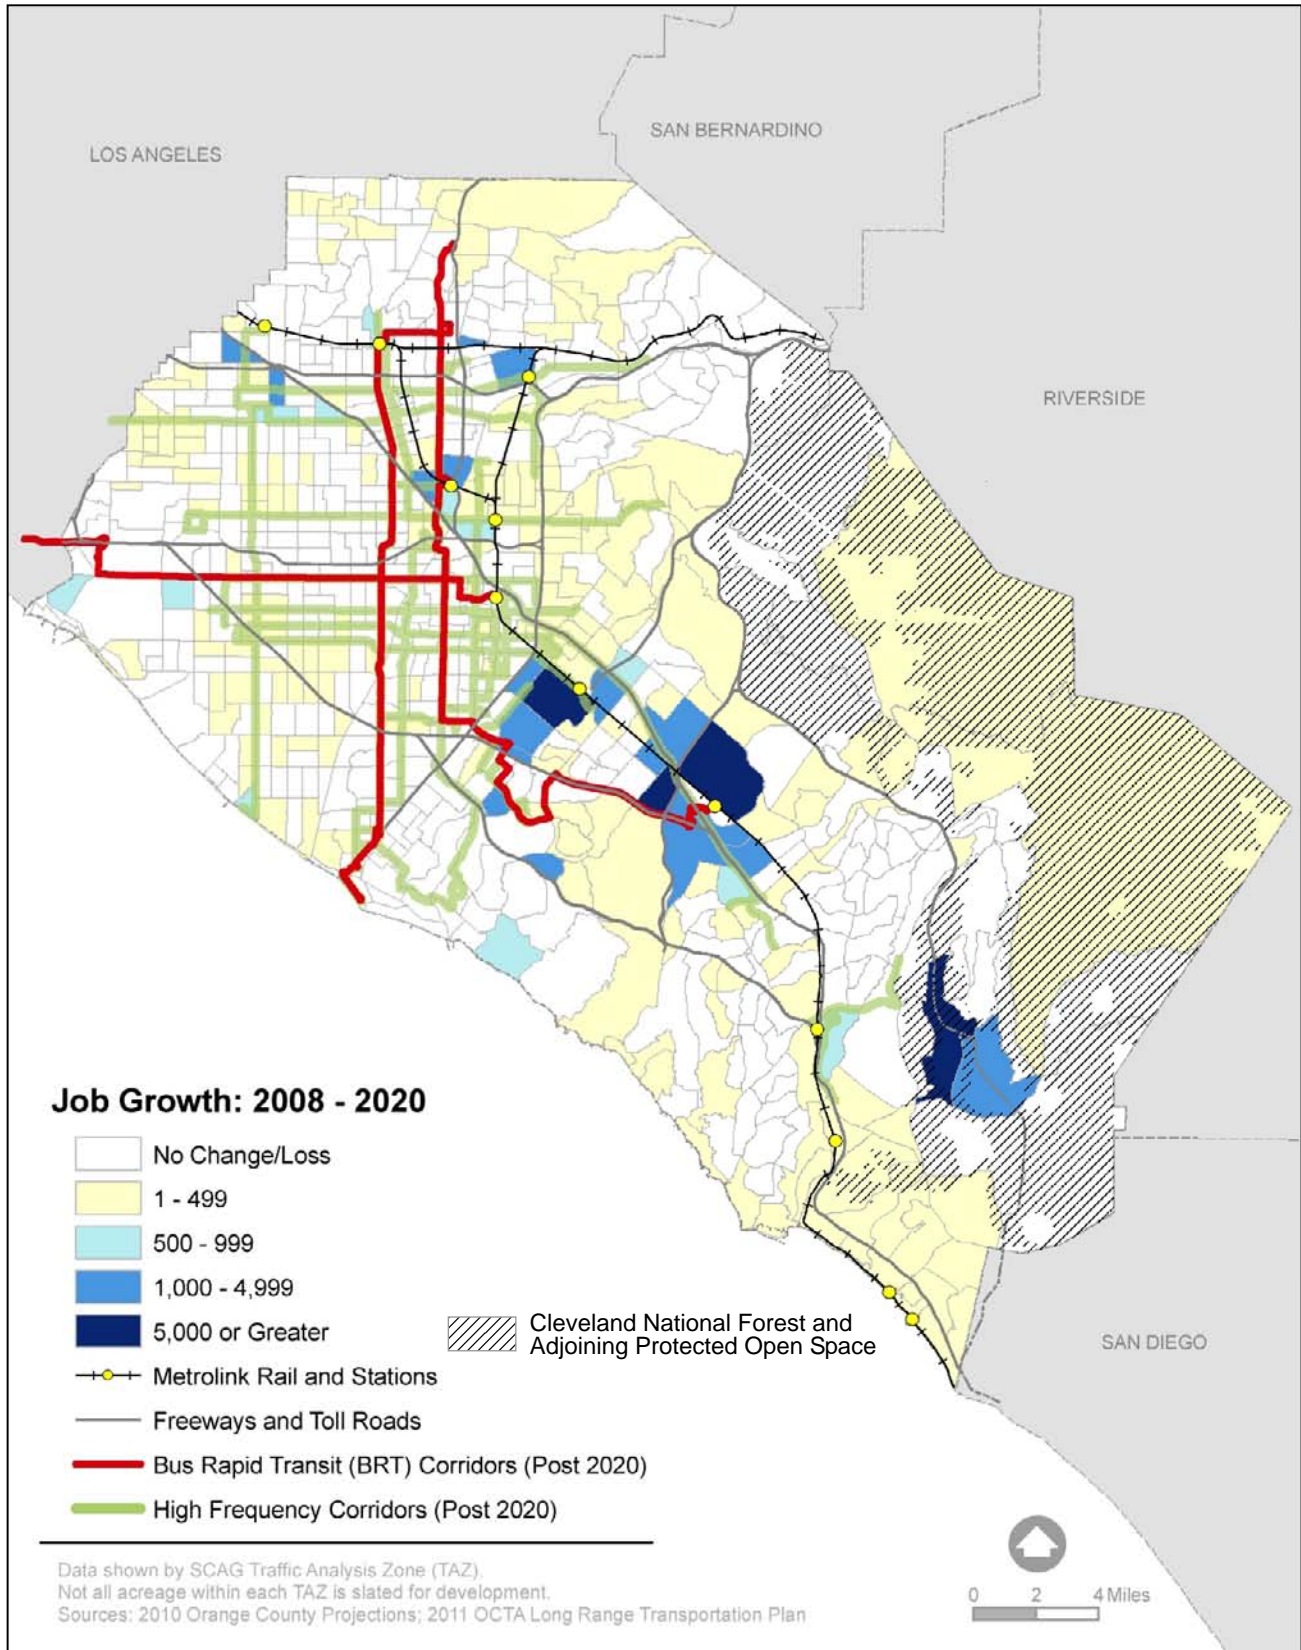 SAN BERNARDINO
LOS ANGELES
RIVERSIDE
Job Growth: 2008 - 2020
No Change/Loss
1 - 499
500 - 999
1,000 - 4,999
5,000 or Greater
Cleveland National Forest and
Adjoining Protected Open Space
SAN DIEGO
Metrolink Rail and Stations
Freeways and Toll Roads
Bus Rapid Transit (BRT) Corridors (Post 2020)
High Frequency Corridors (Post 2020)
Data shown by SCAG Traffic Analysis Zone (TAZ).
Not all acreage within each TAZ is slated for development.
Sources: 2010 Orange County Projections; 2011 OCTA Long Range Transportation Plan
0 2 4 Miles